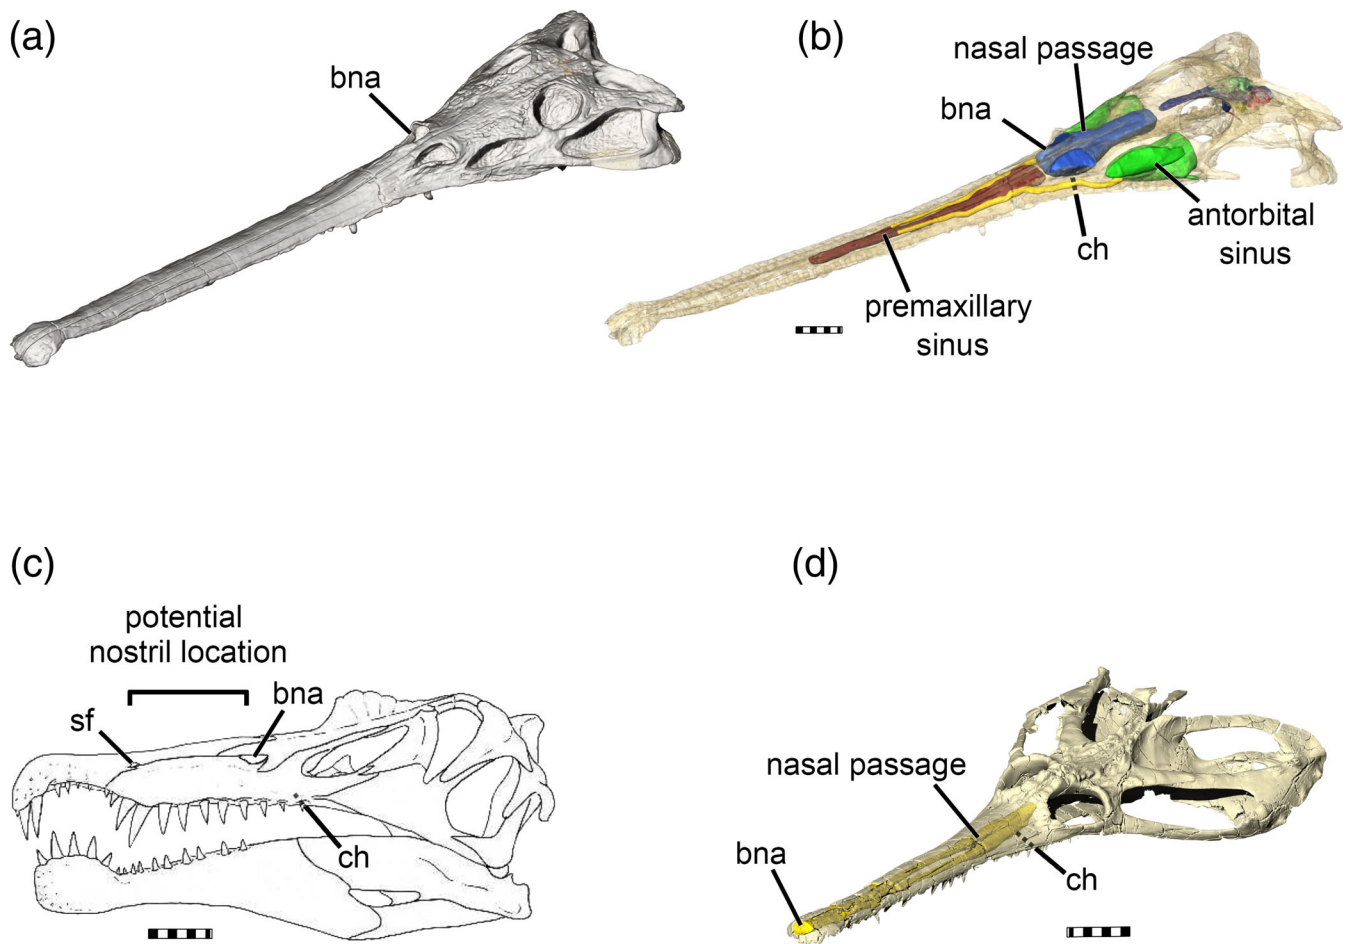 (a)
bna
(b)
nasal passage
bna
antorbital
sinus
ch
premaxillary
sinus
(c)
potential
nostril location
bna
sf
ch
(d)
nasal passage
bna
ch